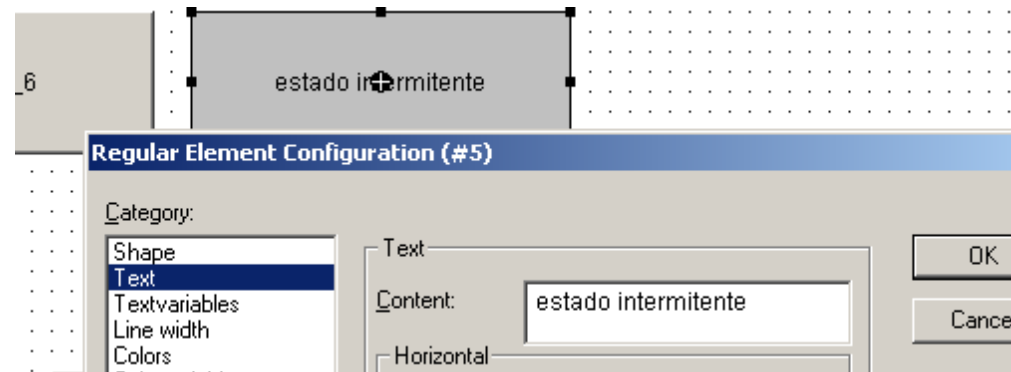 _6
estado intermitente
Regular Element Configuration (#5)
Category:
Shape
Text
Textvariables
Line width
Colors
Text
Content:
estado intermitente
Horizontal
OK
Cance